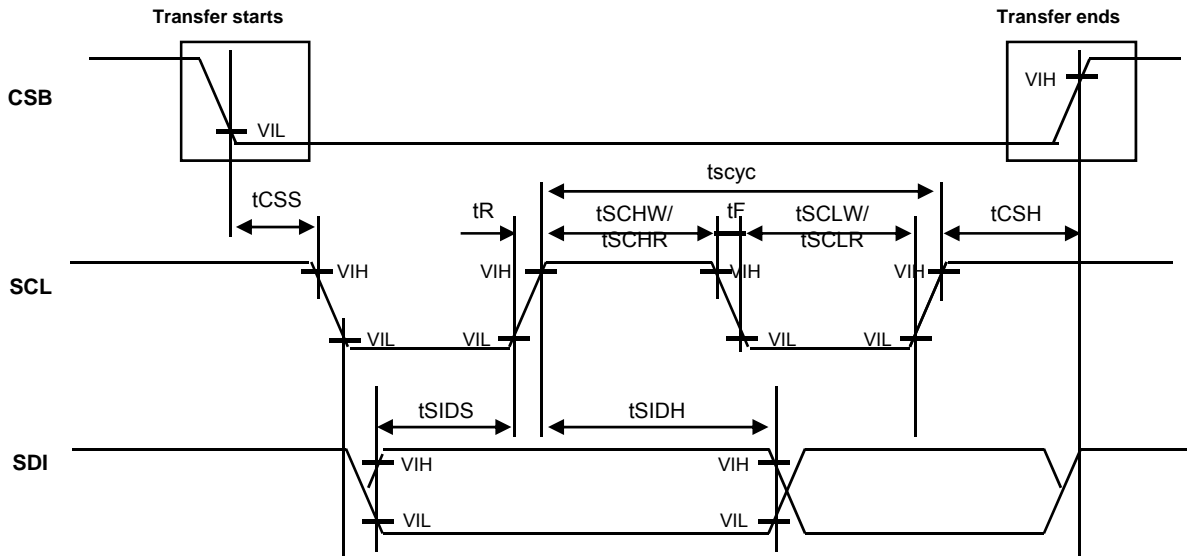 Transfer starts
Transfer ends
CSB
VIL
VIH
tCSS
tR
tSCHW/
tSCHR
tscyc
tF
tSCLW/
tSCLR
tCSH
SCL
VIH
VIH
VIH
VIH
VIL
VIL
VIL
VIL
tSIDS
tSIDH
SDI
VIH
VIH
VIL
VIL